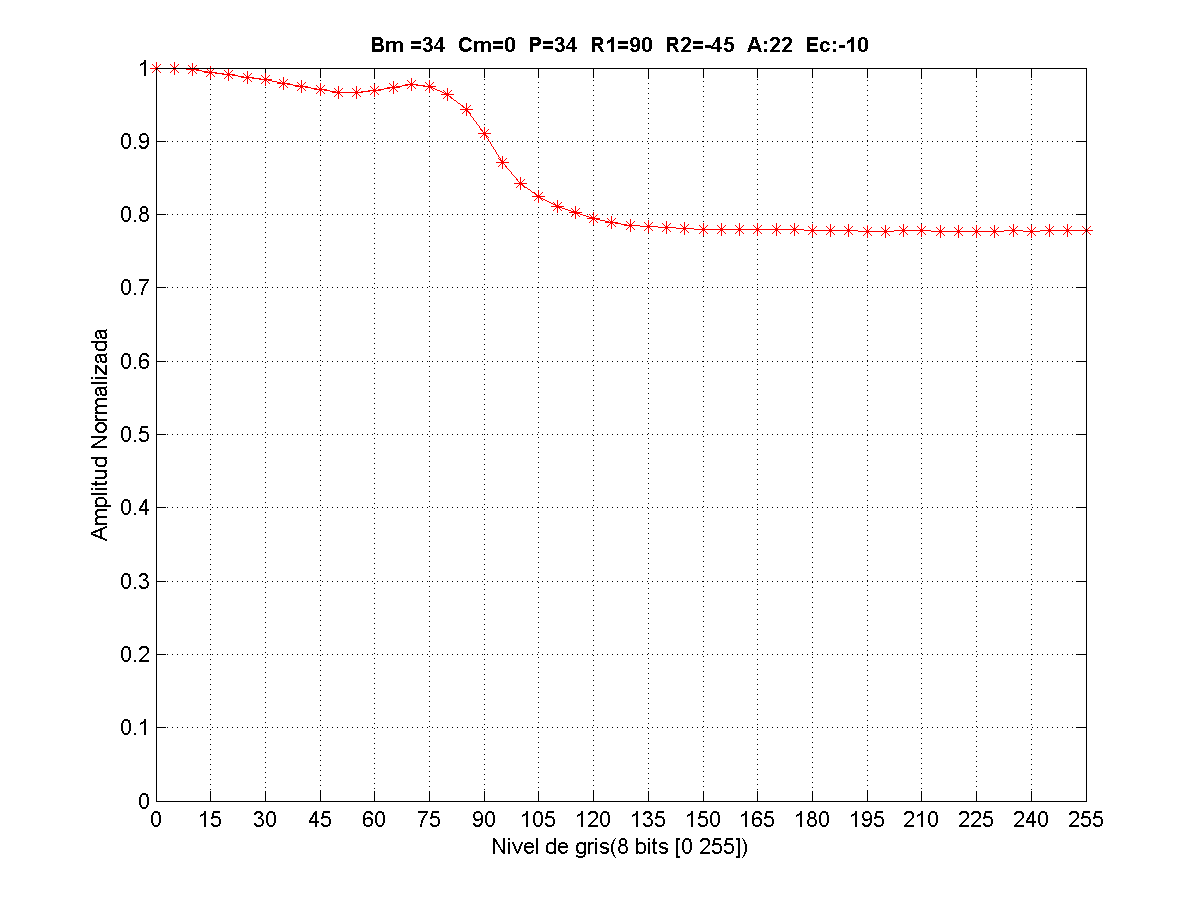 Bm =34 Cm=0 P=34 R1=90 R2=-45 A:22 Ec:-10
1
0.9
0.8
0.7
0.6
0.5
0.4
0.3
0.2
0.1
0
Amplitud Normalizada
0 15 30 45 60 75 90 105 120 135 150 165 180 195 210 225 240 255
Nivel de gris(8 bits [0 255])